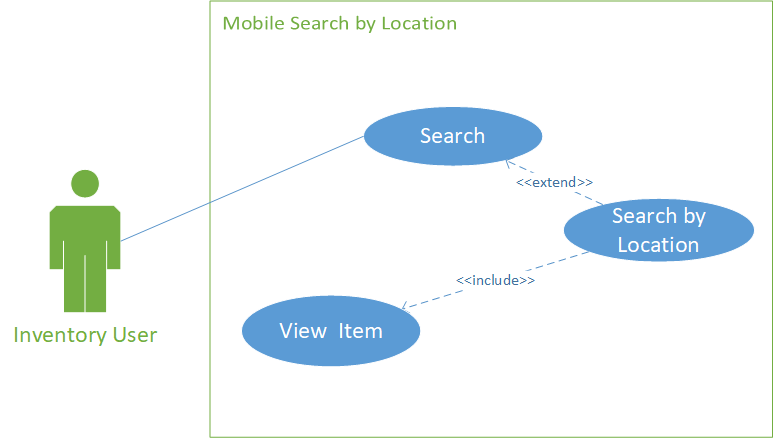 Mobile Search by Location
Search
<<extend>>
Search by
Location
<<include>>
View  Item
Inventory User